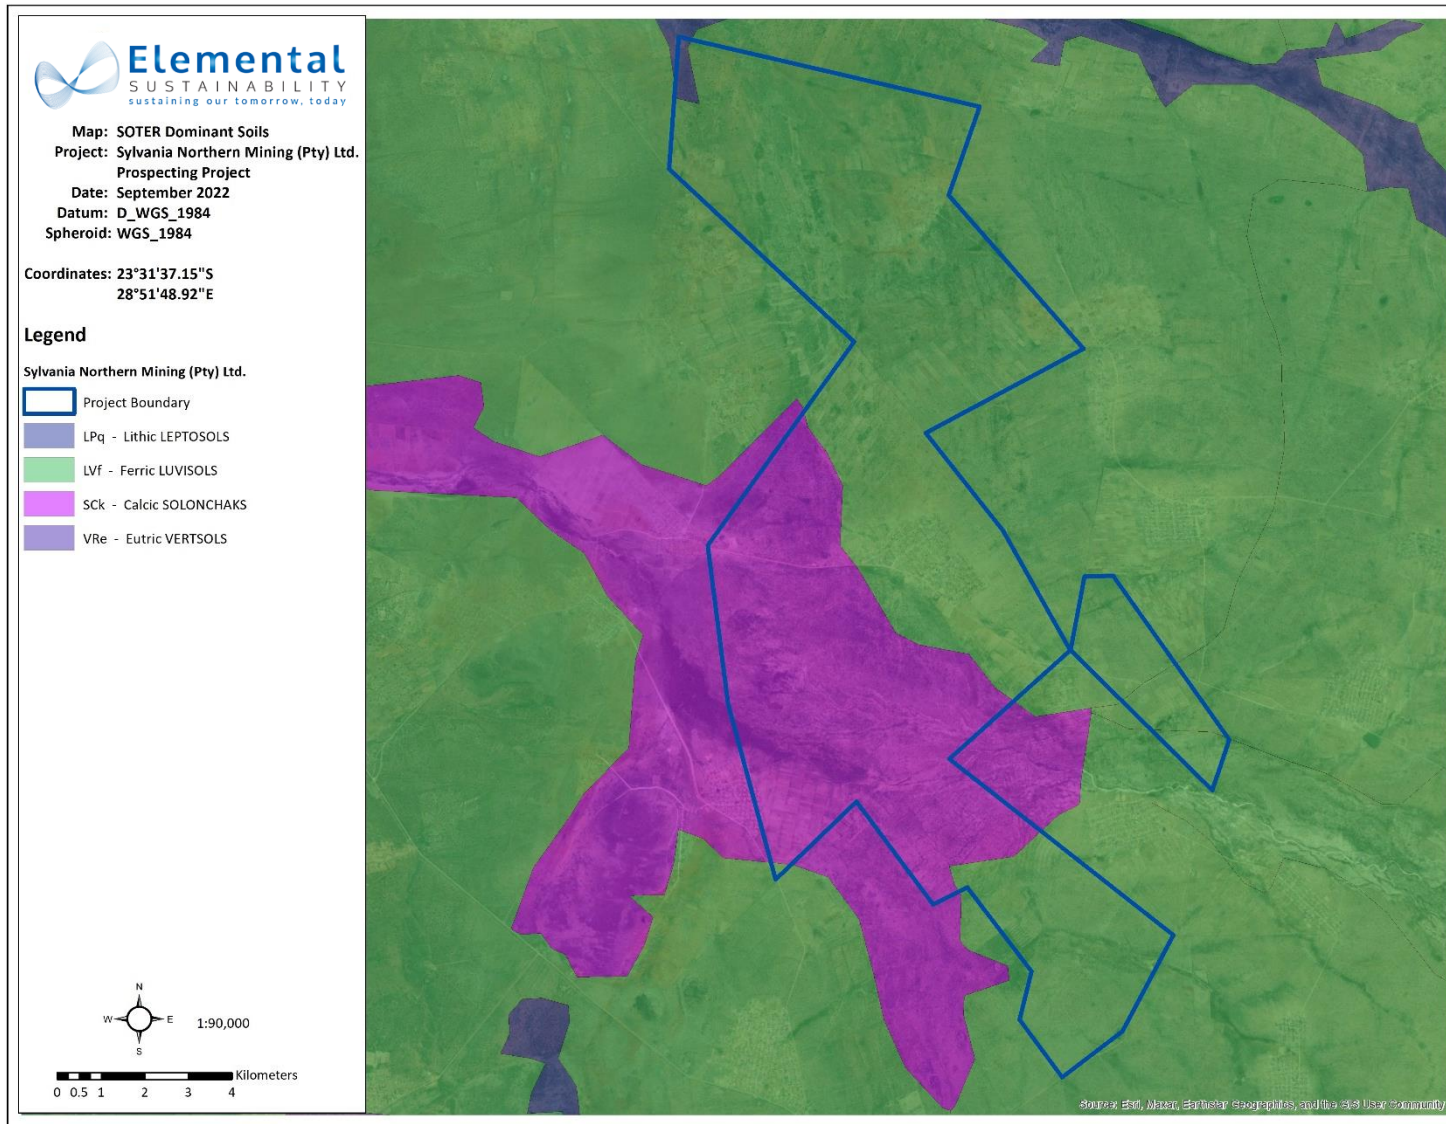 Elemental
SUSTAINABILITY
sustaining our tomorrow, today
Map: SOTER Dominant Soils
Project: Sylvania Northern Mining (Pty) Ltd.
Prospecting Project
Date: September 2022
Datum: D_WGS_1984
Spheroid: WGS_1984
Coordinates: 23°31'37.15"S
28°51'48.92"E
Legend
Sylvania Northern Mining (Pty) Ltd.
Project Boundary
LPq - Lithic LEPTOSOLS
LVf - Ferric LUVISOLS
SCk - Calcic SOLONCHAKS
VRe - Eutric VERTSOLS
N
W E
S
1:90,000
Kilometers
0 0.5 1 2 3 4
Source: Esri, Maxar, Earthstar Geographics, and the GIS User Community